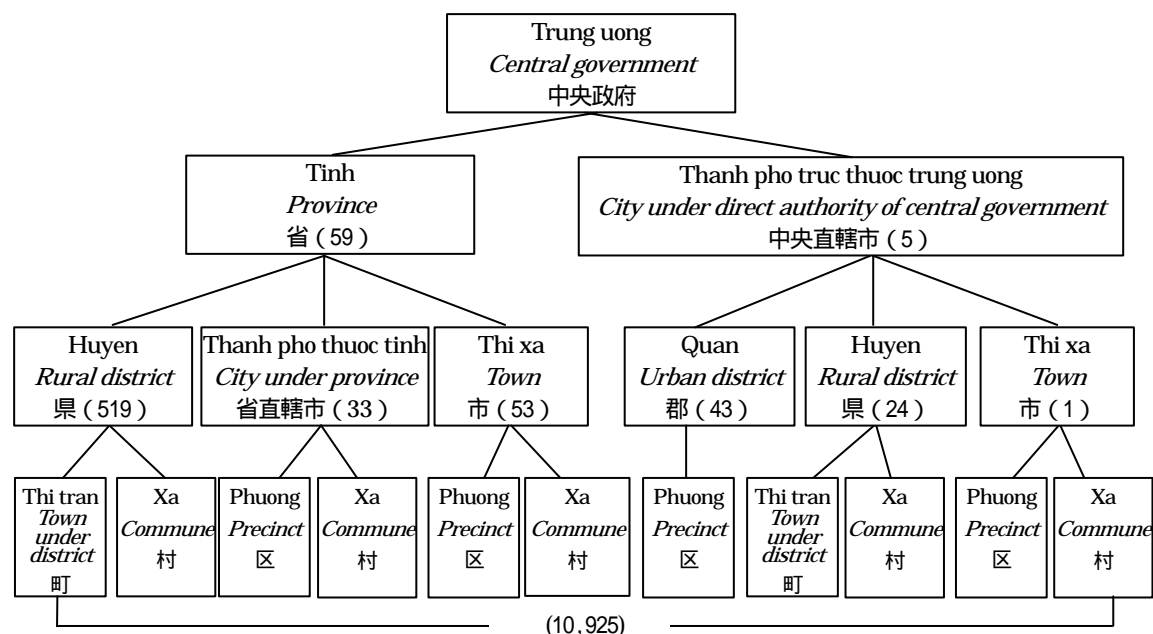 Trung uong
Central government
中央政府
Tinh
Province
省（59）
Thanh pho truc thuoc trung uong
City under direct authority of central government
中央直轄市（5）
Huyen
Rural district
県（519）
Thanh pho thuoc tinh
City under province
省直轄市（33）
Thi xa
Town
市（53）
Quan
Urban district
郡（43）
Huyen
Rural district
県（24）
Thi xa
Town
市（1）
Thi tran
Town
under
district
町
Xa
Commune
村
Phuong
Precinct
区
Xa
Commune
村
Phuong
Precinct
区
Xa
Commune
村
Phuong
Precinct
区
Thi tran
Town
under
district
町
Xa
Commune
村
Phuong
Precinct
区
Xa
Commune
村
(10,925)